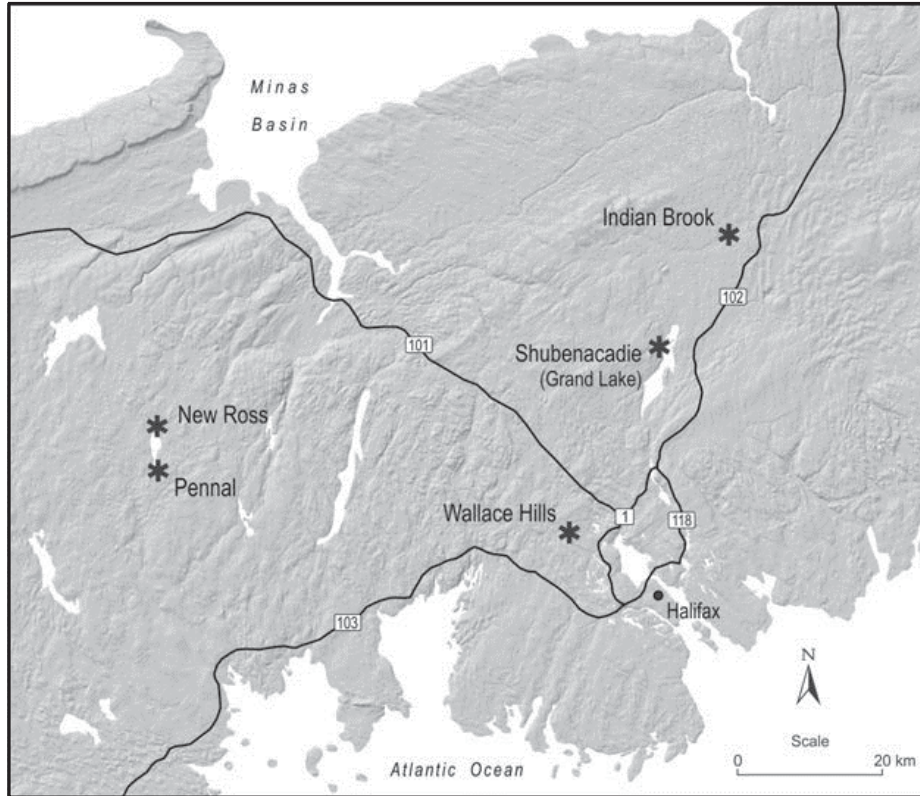 Minas
Basin
Indian Brook
102
Shubenacadie
(Grand Lake)
101
New Ross
Pennal
Wallace Hills
1
118
Halifax
103
N
Scale
0 20 km
Atlantic Ocean